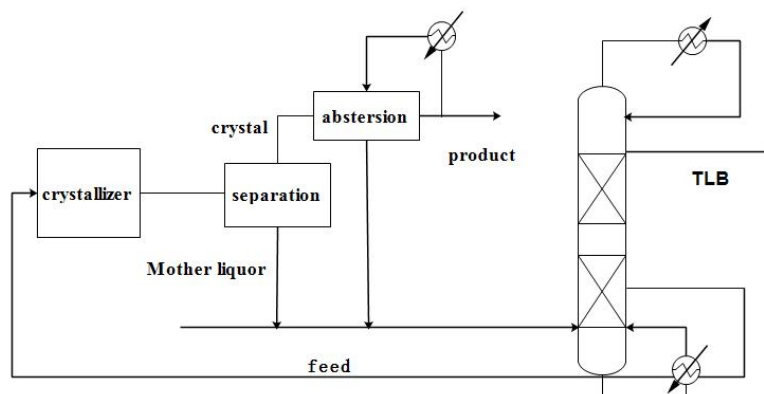 abstersion
crystal
product
TLB
crystallizer
separation
Mother liquor
feed